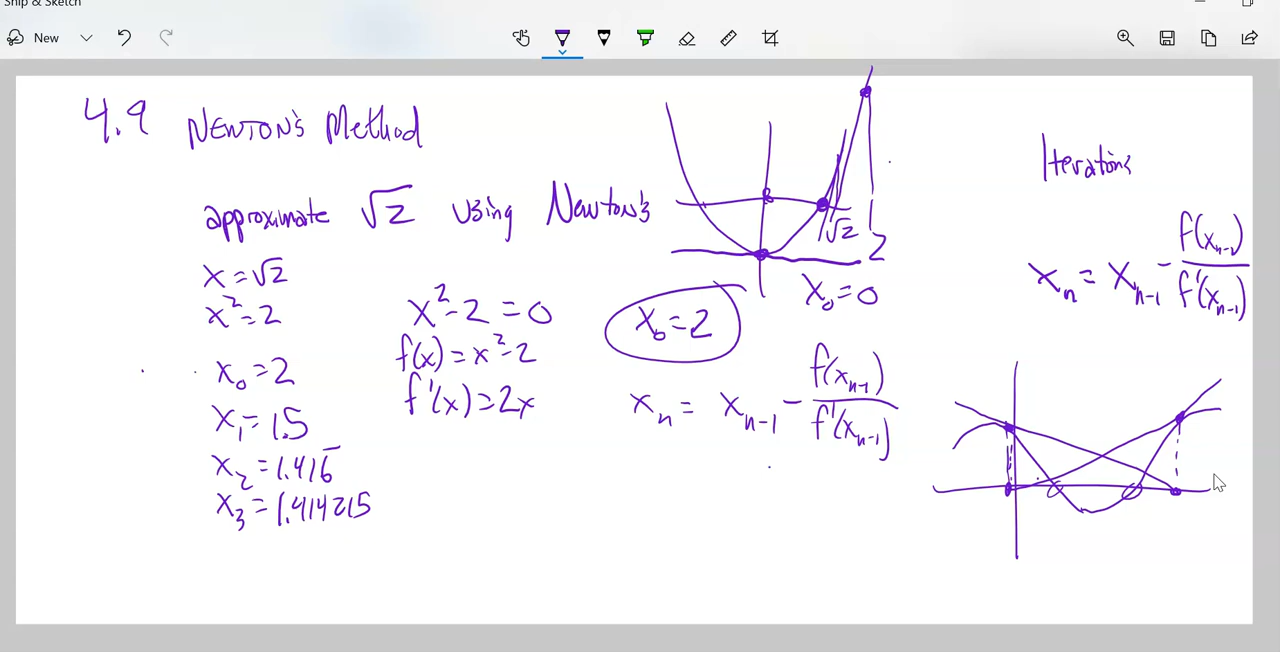 Snip & Sketch
New
4.9 NEWTON'S Method
approximate √2 using Newton's
x = √2
x² = 2
x₀ = 2
x₁ = 1.5
x₂ = 1.416̅
x₃ = 1.414215
x² - 2 = 0
f(x) = x² - 2
f'(x) = 2x
√2
2
x₀ = 0
x₀ = 2
xₙ = xₙ₋₁ - f(xₙ₋₁) / f'(xₙ₋₁)
Iterations
xₙ = xₙ₋₁ - f(xₙ₋₁) / f'(xₙ₋₁)